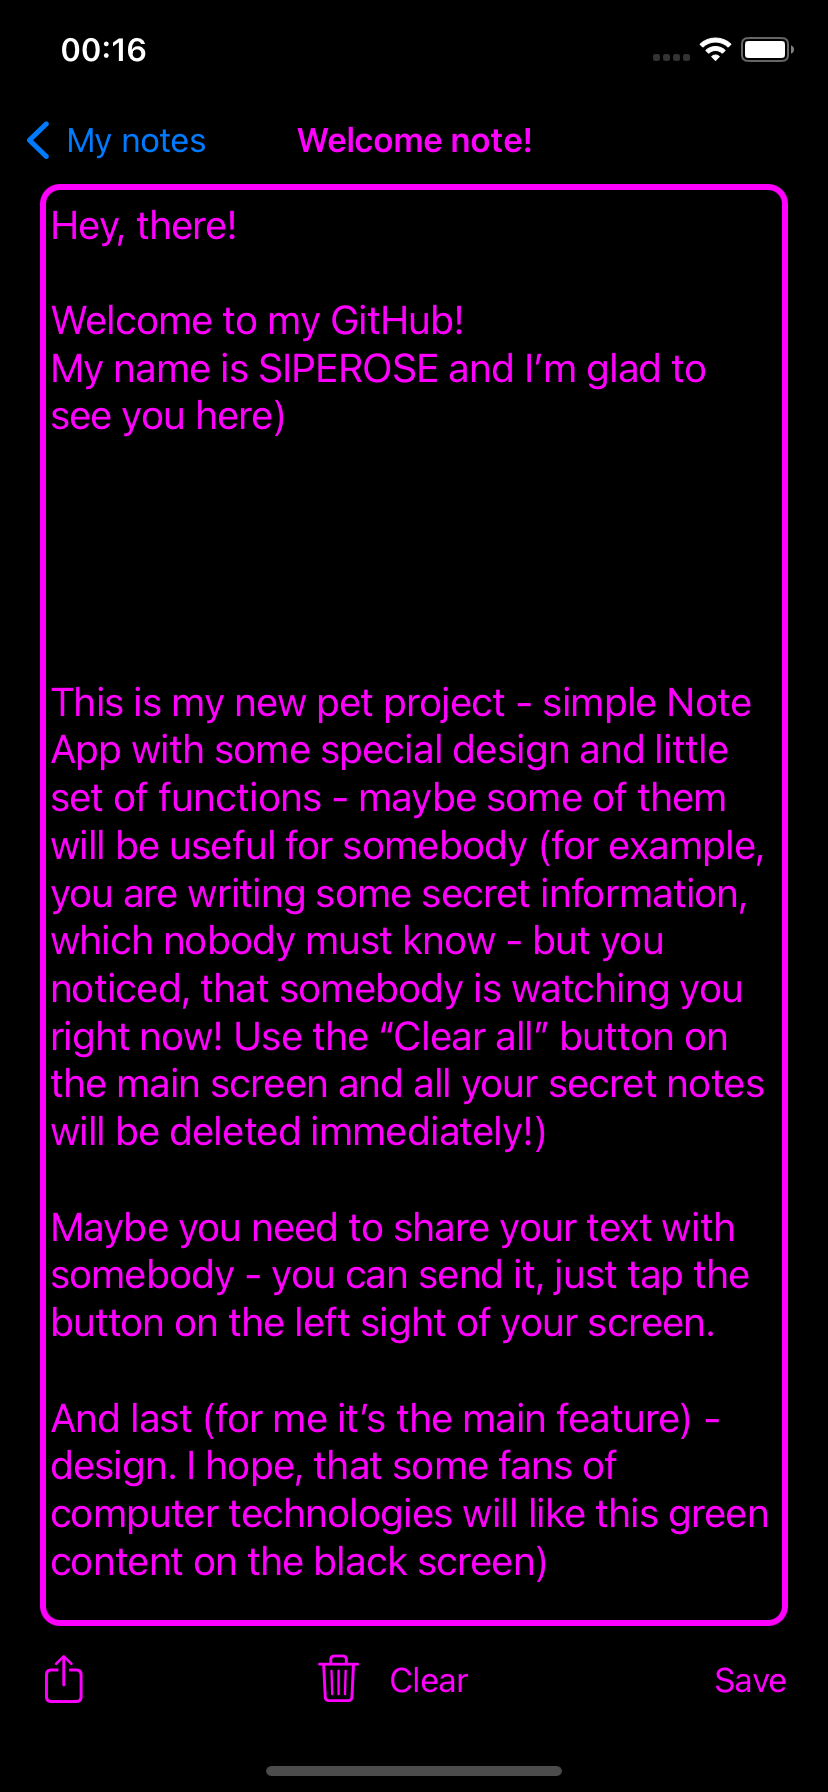 00:16
My notes
Welcome note!
Hey, there!
Welcome to my GitHub!
My name is SIPEROSE and I’m glad to
see you here)
This is my new pet project - simple Note
App with some special design and little
set of functions - maybe some of them
will be useful for somebody (for example,
you are writing some secret information,
which nobody must know - but you
noticed, that somebody is watching you
right now! Use the “Clear all” button on
the main screen and all your secret notes
will be deleted immediately!)
Maybe you need to share your text with
somebody - you can send it, just tap the
button on the left sight of your screen.
And last (for me it’s the main feature) -
design. I hope, that some fans of
computer technologies will like this green
content on the black screen)
Clear
Save